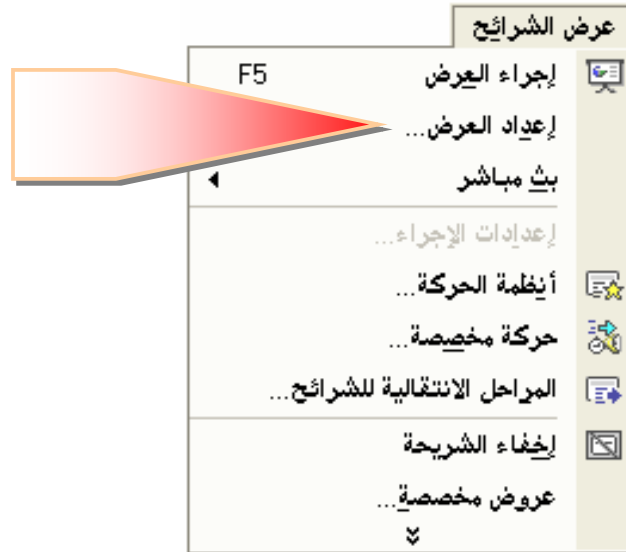 عرض الشرائح
إجراء العرض F5
إعداد العرض...
بث مباشر
إعدادات الإجراء...
أنظمة الحركة...
حركة مخصصة...
المراحل الانتقالية للشرائح...
إخفاء الشريحة
عروض مخصصة...